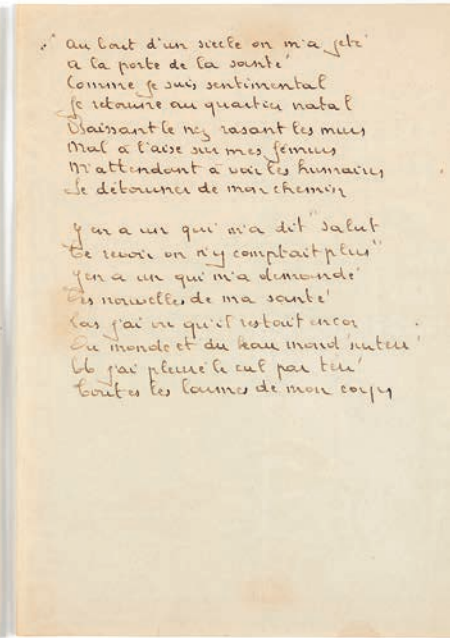 Au bout d'un siècle on m'a jeté
A la porte de la santé
Comme je suis sentimental
Je retourne au quartier natal
Baissant le nez rasant les murs
Mal à l'aise sur mes fémurs
M'attendant à voir les humains
Se détourner de mon chemin
Y en a un qui m'a dit "salut
Te revoir on n'y comptait plus"
Y en a un qui m'a demandé
Des nouvelles de ma santé
Las j'ai vu qu'il restait encor
Du monde et du beau mond' sur terr'
Et j'ai pleuré le cul par terr'
Toutes les larmes de mon corps